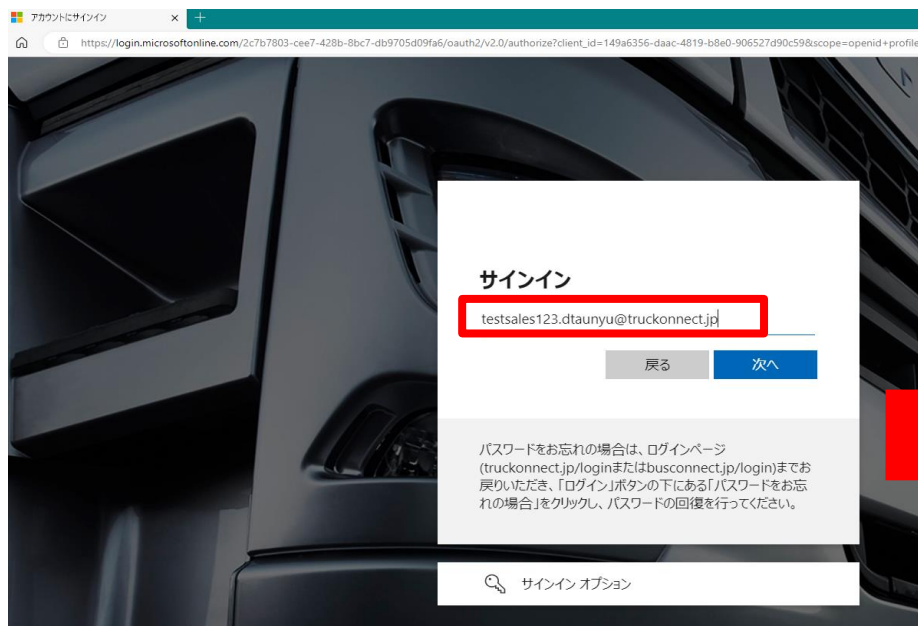 アカウントにサインイン
https://login.microsoftonline.com/2c7b7803-cee7-428b-8bc7-db9705d09fa6/oauth2/v2.0/authorize?client_id=149a6356-daac-4819-b8e0-906527d90c59&scope=openid+profile
サインイン
testsales123.dtaunyu@truckonnect.jp
戻る
次へ
パスワードをお忘れの場合は、ログインページ
(truckonnect.jp/loginまたはbusconnect.jp/login)までお
戻りいただき、「ログイン」ボタンの下にある「パスワードをお忘
れの場合」をクリックし、パスワードの回復を行ってください。
サインイン オプション